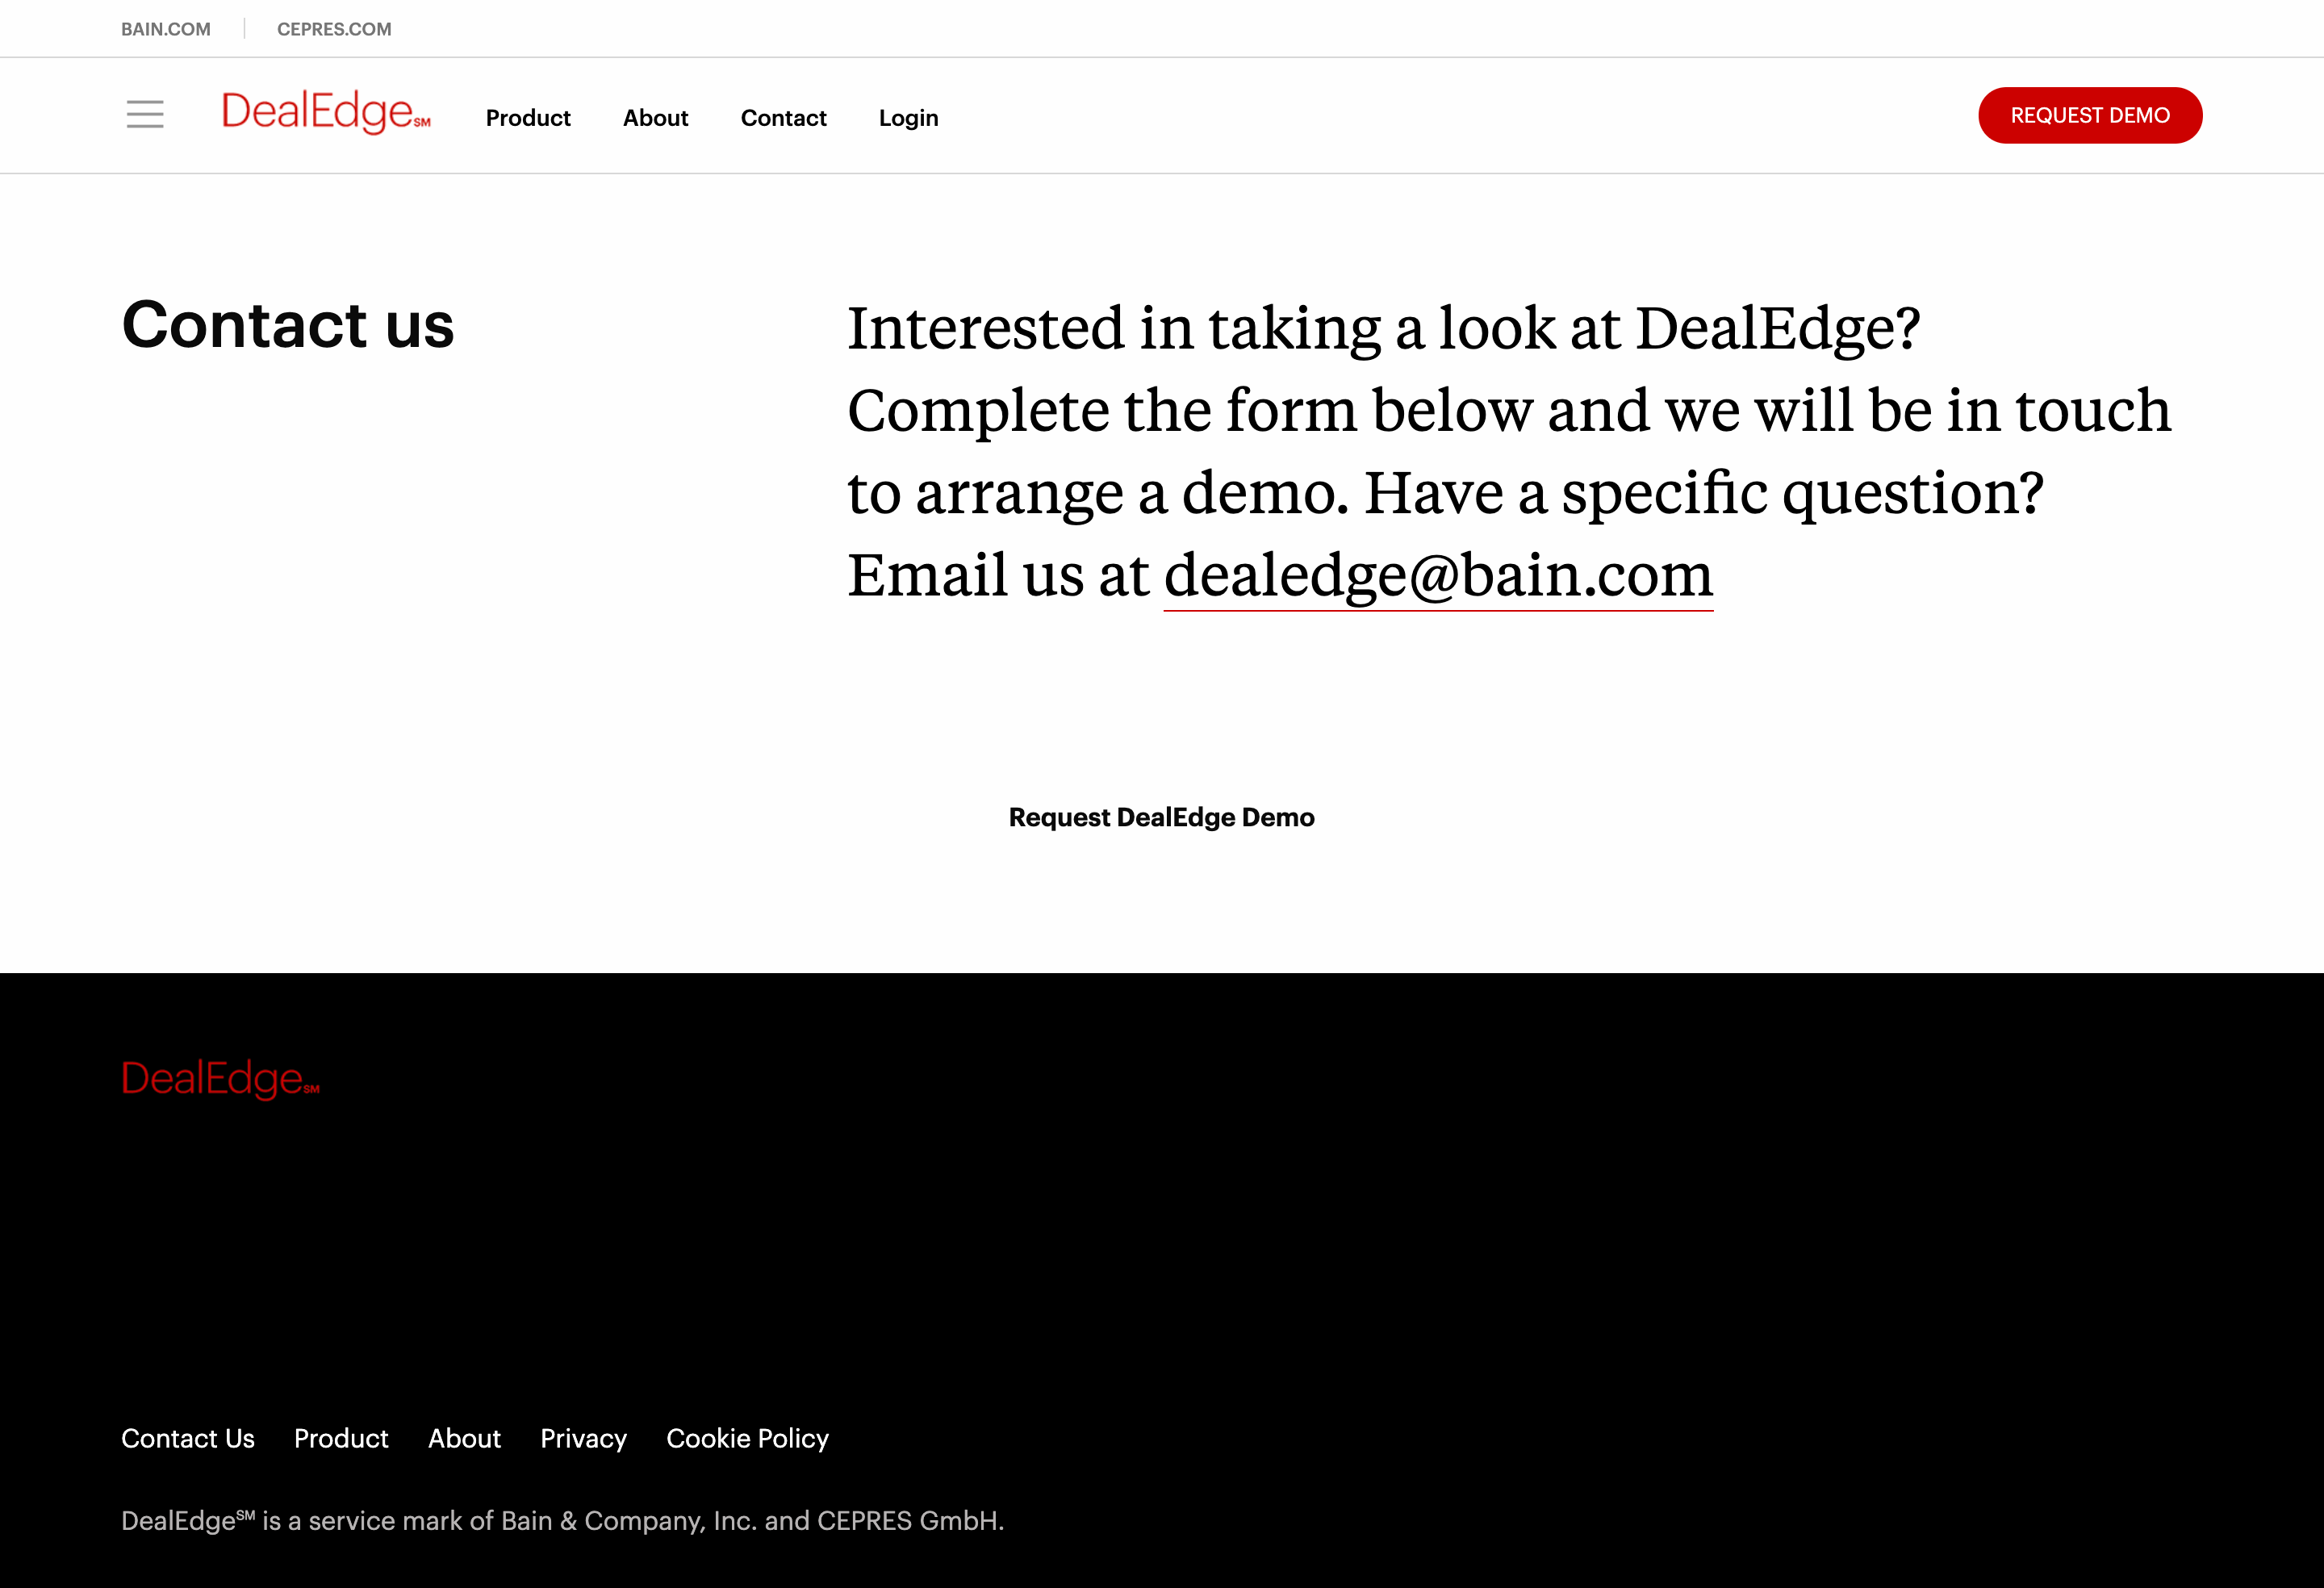 BAIN.COM CEPRES.COM
DealEdge℠ Product About Contact Login REQUEST DEMO
Contact us
Interested in taking a look at DealEdge?
Complete the form below and we will be in touch
to arrange a demo. Have a specific question?
Email us at dealedge@bain.com
Request DealEdge Demo
DealEdge℠
Contact Us Product About Privacy Cookie Policy
DealEdge℠ is a service mark of Bain & Company, Inc. and CEPRES GmbH.